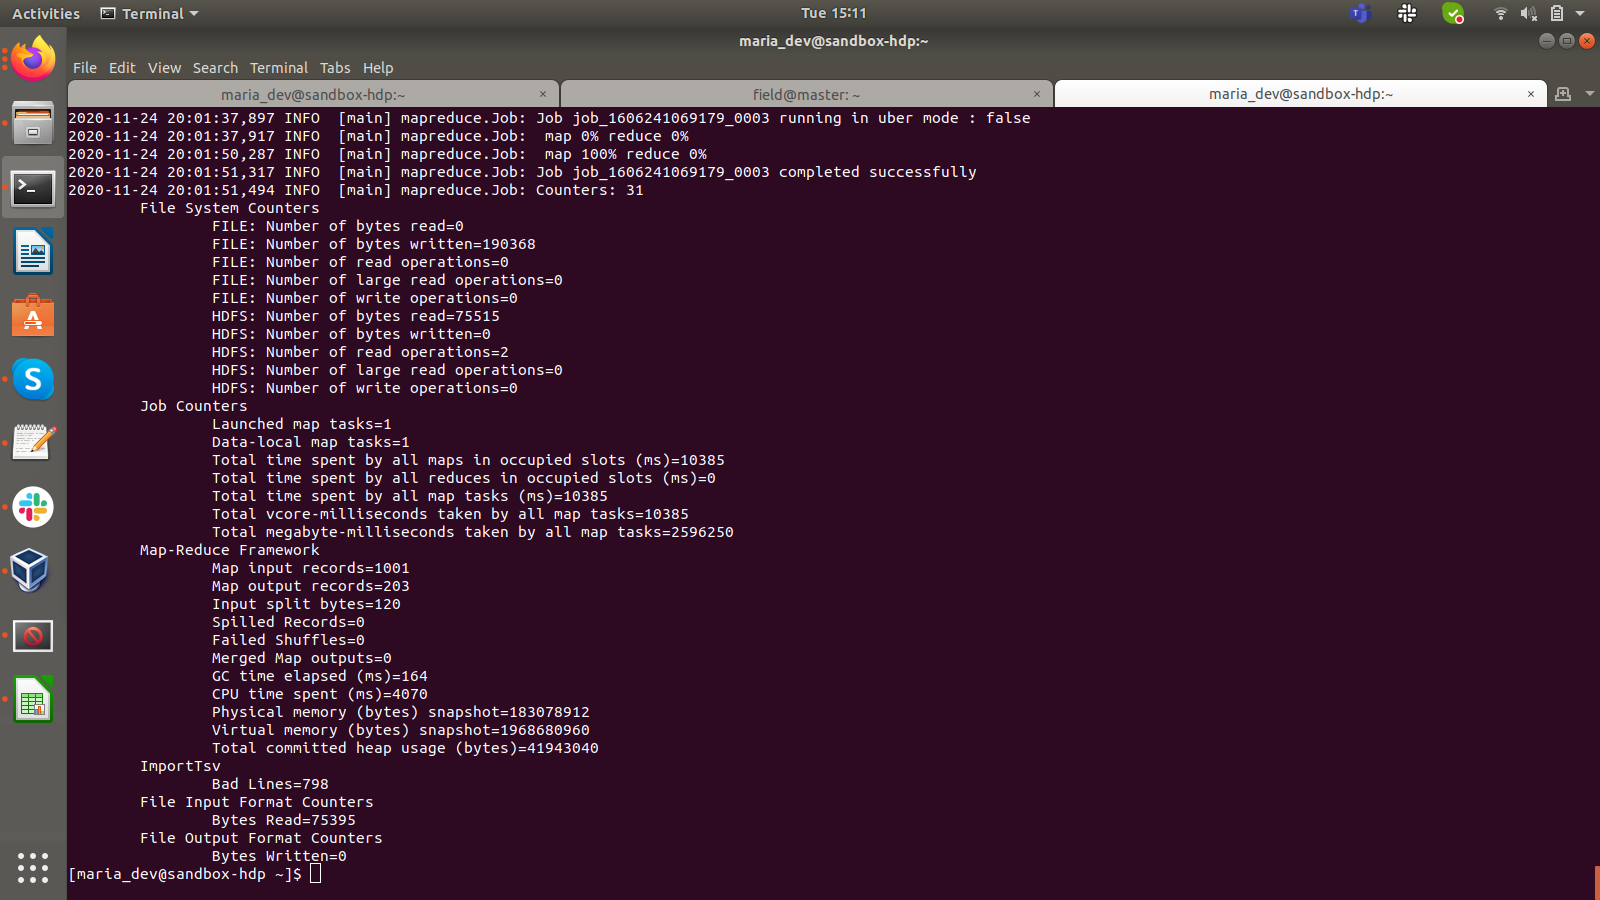 Activities Terminal Tue 15:11
maria_dev@sandbox-hdp:~
File Edit View Search Terminal Tabs Help
maria_dev@sandbox-hdp:~ × field@master: ~ × maria_dev@sandbox-hdp:~ ×
2020-11-24 20:01:37,897 INFO  [main] mapreduce.Job: Job job_1606241069179_0003 running in uber mode : false
2020-11-24 20:01:37,917 INFO  [main] mapreduce.Job:  map 0% reduce 0%
2020-11-24 20:01:50,287 INFO  [main] mapreduce.Job:  map 100% reduce 0%
2020-11-24 20:01:51,317 INFO  [main] mapreduce.Job: Job job_1606241069179_0003 completed successfully
2020-11-24 20:01:51,494 INFO  [main] mapreduce.Job: Counters: 31
File System Counters
FILE: Number of bytes read=0
FILE: Number of bytes written=190368
FILE: Number of read operations=0
FILE: Number of large read operations=0
FILE: Number of write operations=0
HDFS: Number of bytes read=75515
HDFS: Number of bytes written=0
HDFS: Number of read operations=2
HDFS: Number of large read operations=0
HDFS: Number of write operations=0
Job Counters
Launched map tasks=1
Data-local map tasks=1
Total time spent by all maps in occupied slots (ms)=10385
Total time spent by all reduces in occupied slots (ms)=0
Total time spent by all map tasks (ms)=10385
Total vcore-milliseconds taken by all map tasks=10385
Total megabyte-milliseconds taken by all map tasks=2596250
Map-Reduce Framework
Map input records=1001
Map output records=203
Input split bytes=120
Spilled Records=0
Failed Shuffles=0
Merged Map outputs=0
GC time elapsed (ms)=164
CPU time spent (ms)=4070
Physical memory (bytes) snapshot=183078912
Virtual memory (bytes) snapshot=1968680960
Total committed heap usage (bytes)=41943040
ImportTsv
Bad Lines=798
File Input Format Counters
Bytes Read=75395
File Output Format Counters
Bytes Written=0
[maria_dev@sandbox-hdp ~]$